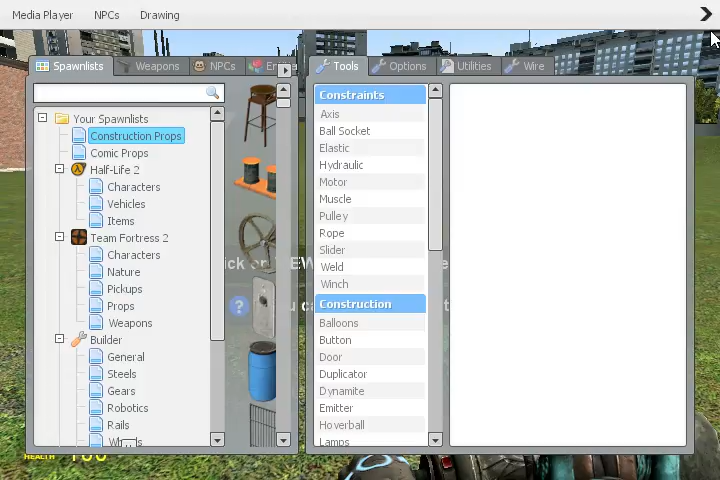 Media Player NPCs Drawing
Spawnlists Weapons NPCs
Tools Options Utilities Wire
Your Spawnlists
Construction Props
Comic Props
Half-Life 2
Characters
Vehicles
Items
Team Fortress 2
Characters
Nature
Pickups
Props
Weapons
Builder
General
Steels
Gears
Robotics
Rails
Constraints
Axis
Ball Socket
Elastic
Hydraulic
Motor
Muscle
Pulley
Rope
Slider
Weld
Winch
Construction
Balloons
Button
Door
Duplicator
Dynamite
Emitter
Hoverball
Lamps
HEALTH 100